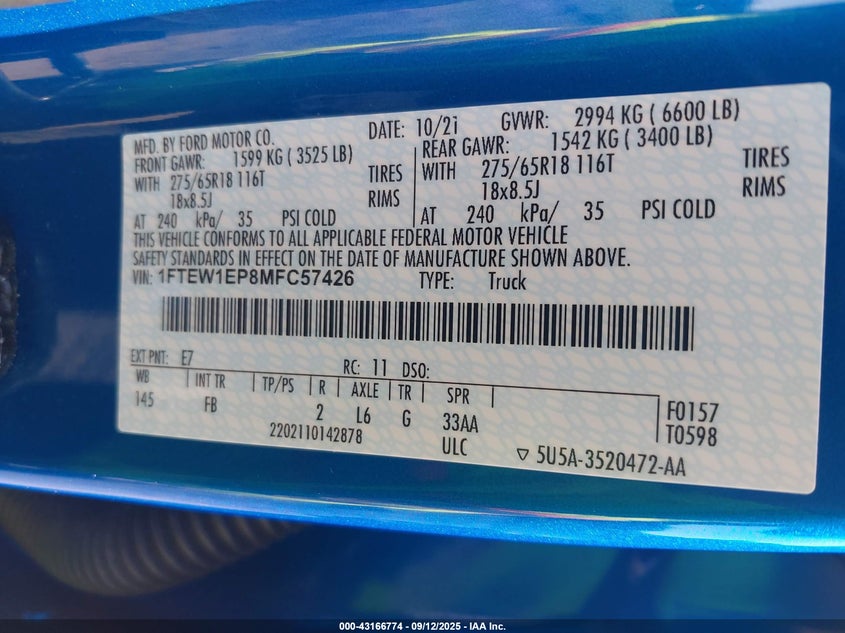 MFD. BY FORD MOTOR CO. DATE: 10/21 GVWR: 2994 KG ( 6600 LB)
FRONT GAWR: 1599 KG ( 3525 LB) REAR GAWR: 1542 KG ( 3400 LB)
WITH 275/65R18 116T TIRES WITH 275/65R18 116T TIRES
18x8.5J RIMS 18x8.5J RIMS
AT 240 kPa/ 35 PSI COLD AT 240 kPa/ 35 PSI COLD
THIS VEHICLE CONFORMS TO ALL APPLICABLE FEDERAL MOTOR VEHICLE
SAFETY STANDARDS IN EFFECT ON THE DATE OF MANUFACTURE SHOWN ABOVE.
VIN: 1FTEW1EP8MFC57426 TYPE: Truck
EXT PNT: E7 RC: 11 DSO:
WB INT TR TP/PS R AXLE TR SPR
145 FB 2 L6 G 33AA F0157
2202110142878 ULC T0598
▽ 5U5A-3520472-AA
000-43166774 - 09/12/2025 - IAA Inc.